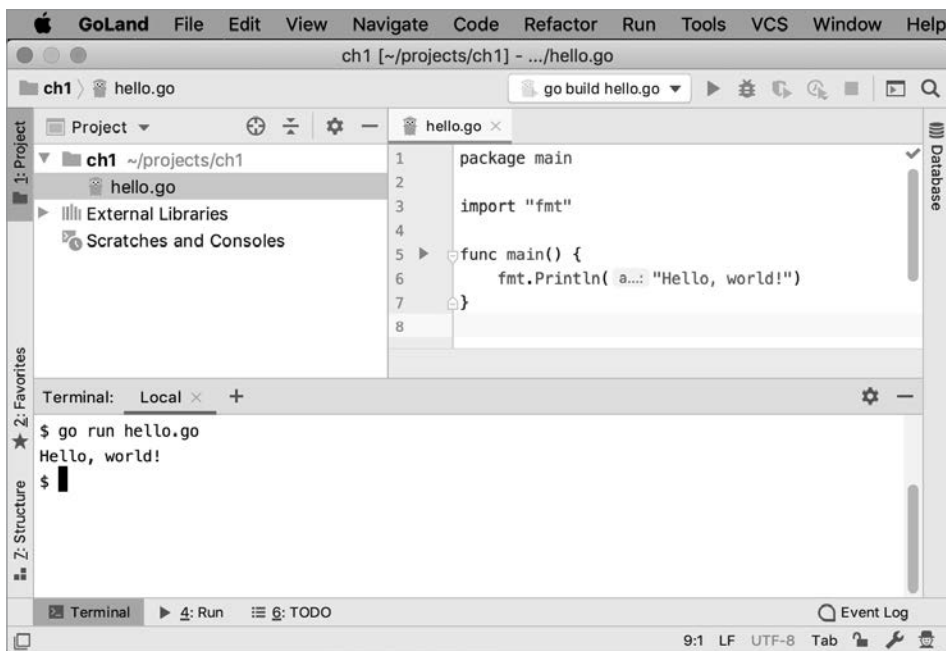 GoLand File Edit View Navigate Code Refactor Run Tools VCS Window Help
ch1 [~/projects/ch1] - .../hello.go
ch1 hello.go go build hello.go
1: Project
Project
ch1 ~/projects/ch1
hello.go
External Libraries
Scratches and Consoles
hello.go
1 package main
2
3 import "fmt"
4
5 func main() {
6 fmt.Println( a...: "Hello, world!")
7 }
8
Database
2: Favorites
Z: Structure
Terminal: Local +
$ go run hello.go
Hello, world!
$
Terminal 4: Run 6: TODO Event Log
9:1 LF UTF-8 Tab